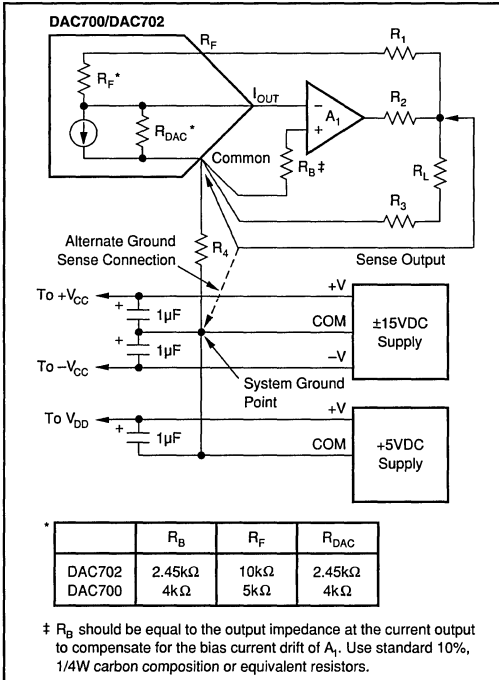 DAC700/DAC702
R_F
R_1
R_F*
I_OUT
R_2
R_DAC*
A_1
−
+
R_B‡
R_L
Common
R_3
Alternate Ground
Sense Connection
R_4
Sense Output
To +V_CC
+V
+
1µF
COM
±15VDC
Supply
+
1µF
To −V_CC
−V
System Ground
Point
To V_DD
+V
+
1µF
COM
+5VDC
Supply
*
R_B R_F R_DAC
DAC702 2.45kΩ 10kΩ 2.45kΩ
DAC700 4kΩ 5kΩ 4kΩ
‡ R_B should be equal to the output impedance at the current output
to compensate for the bias current drift of A_1. Use standard 10%,
1/4W carbon composition or equivalent resistors.